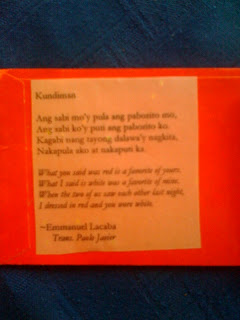 Kundiman
Ang sabi mo'y pula ang paborito mo,
Ang sabi ko'y puti ang paborito ko.
Kagabi nang tayong dalawa'y nagkita,
Nakapula ako at nakaputi ka.
What you said was red is a favorite of yours.
What I said is white was a favorite of mine.
When the two of us saw each other last night,
I dressed in red and you wore white.
~Emmanuel Lacaba
Trans. Paolo Javier